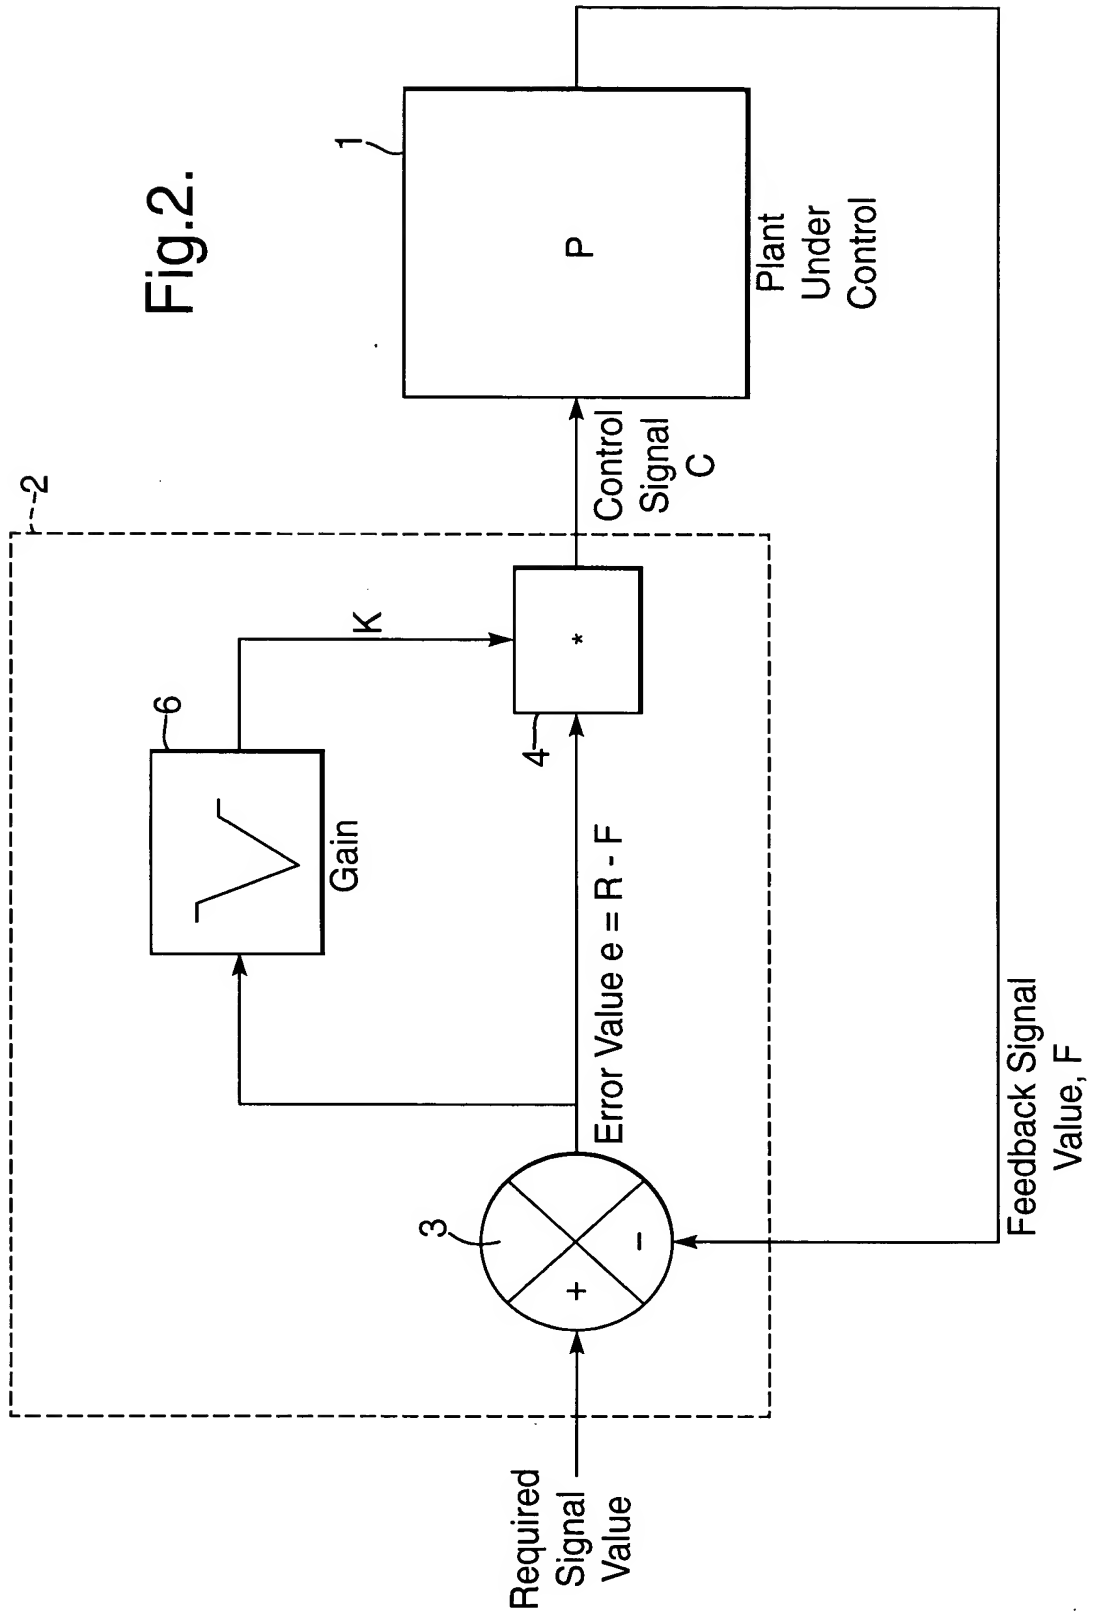 Fig.2.
2
6
Gain
K
1
P
Plant
Under
Control
3
+
-
4
*
Control
Signal
C
Error Value e = R - F
Required
Signal
Value
Feedback Signal
Value, F